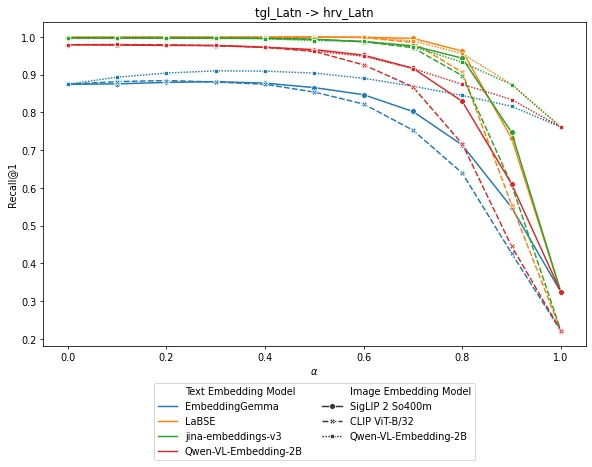 tgl_Latn -> hrv_Latn
Recall@1
1.0
0.9
0.8
0.7
0.6
0.5
0.4
0.3
0.2
0.0 0.2 0.4 0.6 0.8 1.0
α
Text Embedding Model Image Embedding Model
EmbeddingGemma SigLIP 2 So400m
LaBSE CLIP ViT-B/32
jina-embeddings-v3 Qwen-VL-Embedding-2B
Qwen-VL-Embedding-2B